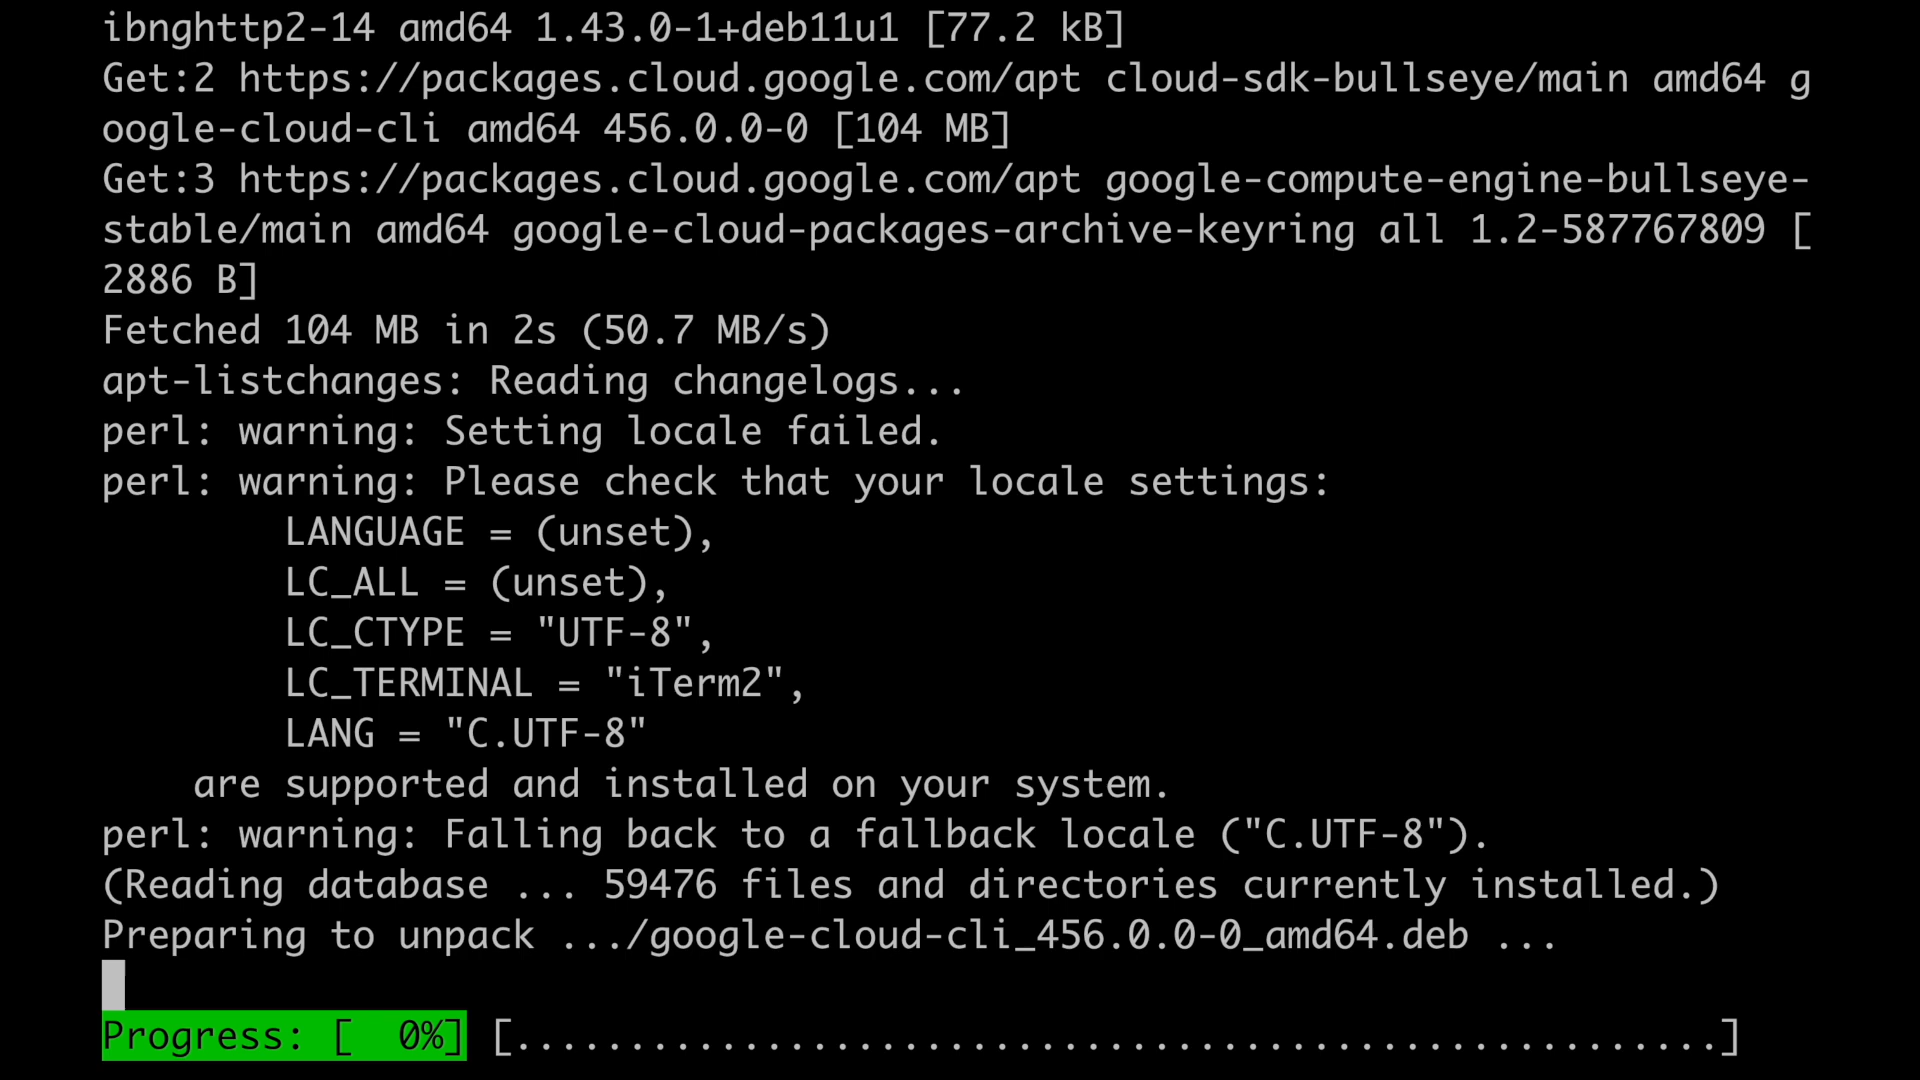 ibnghttp2-14 amd64 1.43.0-1+deb11u1 [77.2 kB]
Get:2 https://packages.cloud.google.com/apt cloud-sdk-bullseye/main amd64 g
oogle-cloud-cli amd64 456.0.0-0 [104 MB]
Get:3 https://packages.cloud.google.com/apt google-compute-engine-bullseye-
stable/main amd64 google-cloud-packages-archive-keyring all 1.2-587767809 [
2886 B]
Fetched 104 MB in 2s (50.7 MB/s)
apt-listchanges: Reading changelogs...
perl: warning: Setting locale failed.
perl: warning: Please check that your locale settings:
        LANGUAGE = (unset),
        LC_ALL = (unset),
        LC_CTYPE = "UTF-8",
        LC_TERMINAL = "iTerm2",
        LANG = "C.UTF-8"
    are supported and installed on your system.
perl: warning: Falling back to a fallback locale ("C.UTF-8").
(Reading database ... 59476 files and directories currently installed.)
Preparing to unpack .../google-cloud-cli_456.0.0-0_amd64.deb ...
Progress: [  0%] [.....................................................]